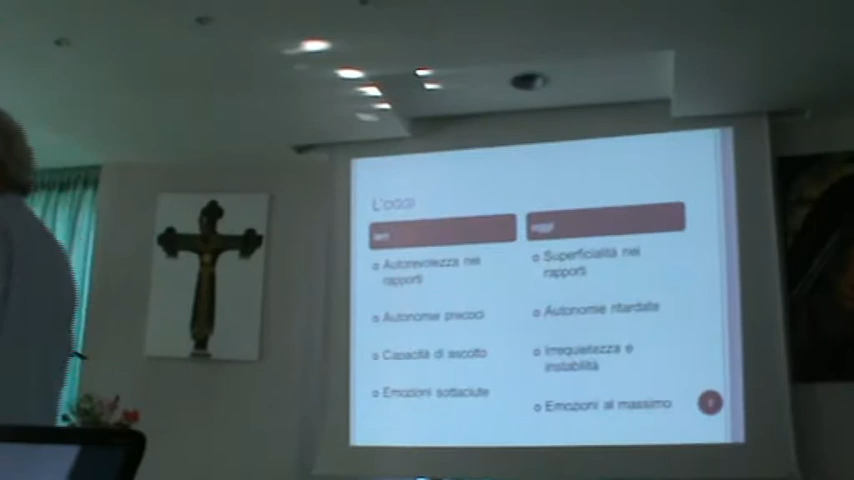 L'OGGI
ieri
Autorevolezza nei
rapporti
Autonomie precoci
Capacità di ascolto
Emozioni sottaciute
oggi
Superficialità nei
rapporti
Autonomie ritardate
Irrequietezza e
instabilità
Emozioni al massimo